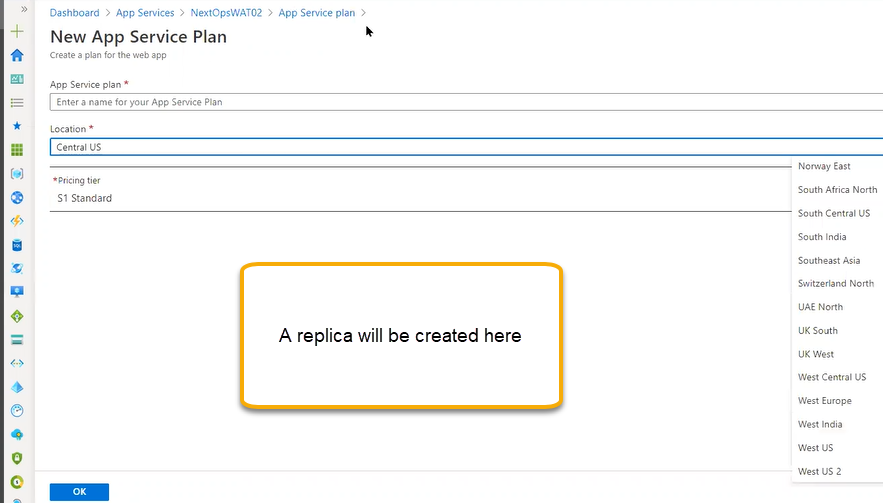 Dashboard > App Services > NextOpsWAT02 > App Service plan >
New App Service Plan
Create a plan for the web app
App Service plan *
Enter a name for your App Service Plan
Location *
Central US
*Pricing tier
S1 Standard
Norway East
South Africa North
South Central US
South India
Southeast Asia
Switzerland North
UAE North
UK South
UK West
West Central US
West Europe
West India
West US
West US 2
A replica will be created here
OK